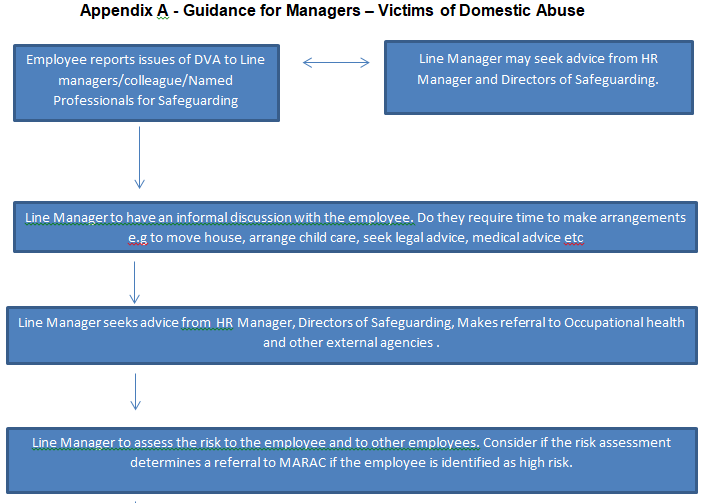 Appendix A - Guidance for Managers – Victims of Domestic Abuse
Employee reports issues of DVA to Line
managers/colleague/Named
Professionals for Safeguarding
Line Manager may seek advice from HR
Manager and Directors of Safeguarding.
Line Manager to have an informal discussion with the employee. Do they require time to make arrangements
e.g to move house, arrange child care, seek legal advice, medical advice etc
Line Manager seeks advice from HR Manager, Directors of Safeguarding, Makes referral to Occupational health
and other external agencies .
Line Manager to assess the risk to the employee and to other employees. Consider if the risk assessment
determines a referral to MARAC if the employee is identified as high risk.